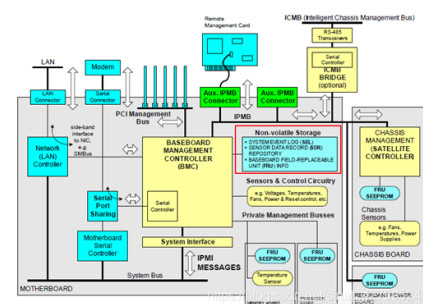 Remote
Management Card
ICMB (Intelligent Chassis Management Bus)
RS-485
Transceivers
Serial
Controller
ICMB
BRIDGE
(optional)
LAN
Modem
LAN
Connector
Serial
Connector
PCI Management
Bus
Aux. IPMB
Connector
Aux. IPMB
Connector
IPMB
side-band
interface
to NIC,
e.g.
SMBus
Network
(LAN)
Controller
BASEBOARD
MANAGEMENT
CONTROLLER
(BMC)
Serial
Controller
Serial
Port
Sharing
Motherboard
Serial
Controller
System Interface
IPMI
MESSAGES
System Bus
MOTHERBOARD
Non-volatile Storage
• SYSTEM EVENT LOG (SEL)
• SENSOR DATA RECORD (SDR)
REPOSITORY
• BASEBOARD FIELD-REPLACEABLE
UNIT (FRU) INFO
Sensors & Control Circuitry
e.g. Voltages, Temperatures,
Fans, Power & Reset control, etc.
Private Management Busses
FRU
SEEPROM
Temperature
Sensor
FRU
SEEPROM
CHASSIS
MANAGEMENT
(SATELLITE
CONTROLLER)
FRU
SEEPROM
Chassis
Sensors
e.g. Fans,
Temperatures,
Power
Supplies
CHASSIS BOARD
FRU
SEEPROM